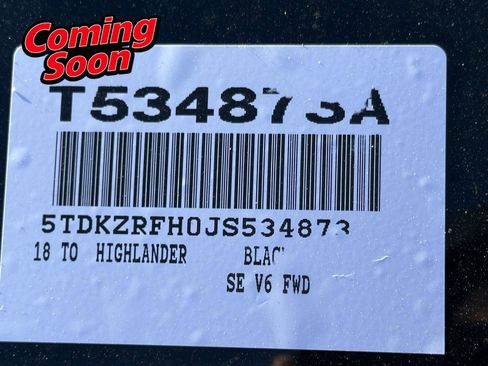 Coming
Soon
T534873A
5TDKZRFH0JS534873
18 TO HIGHLANDER BLAC
SE V6 FWD